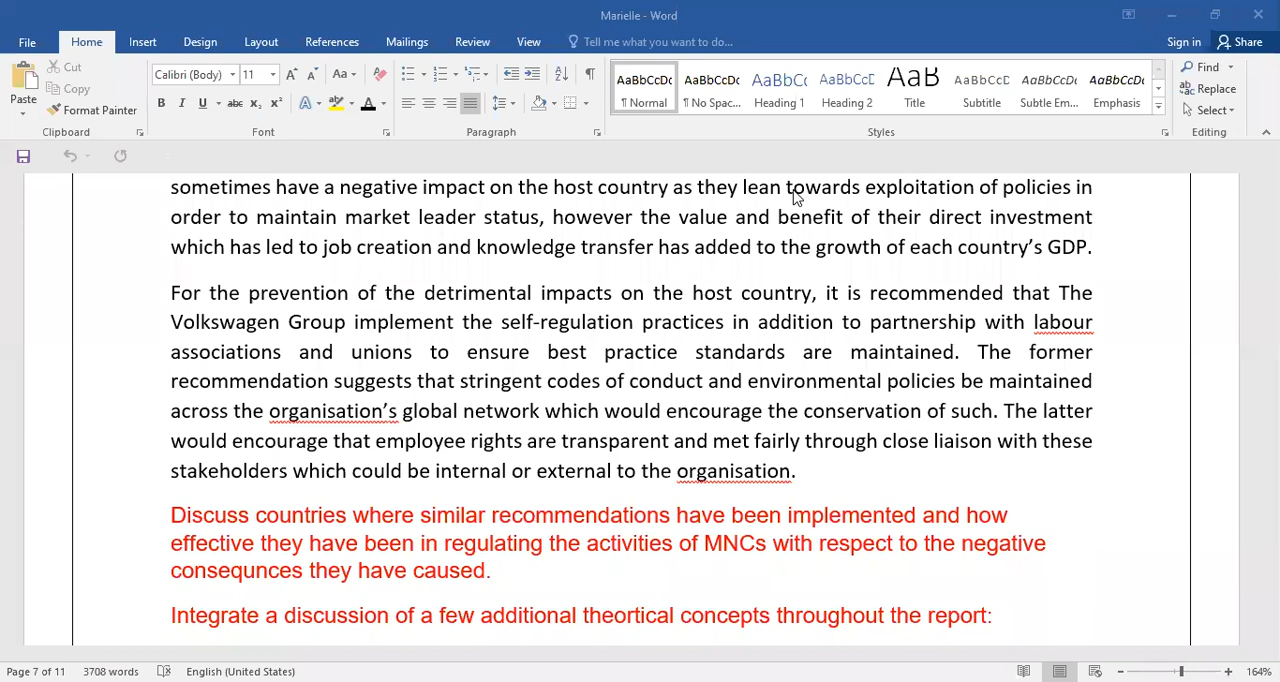 Marielle - Word
File Home Insert Design Layout References Mailings Review View Tell me what you want to do... Sign in Share
Paste Cut Copy Format Painter Clipboard
Calibri (Body) 11 Aa Font
Paragraph
AaBbCcDc ¶ Normal AaBbCcDc ¶ No Spac... AaBbCc Heading 1 AaBbCcE Heading 2 AaB Title AaBbCcD Subtitle AaBbCcDc Subtle Em... AaBbCcDc Emphasis Styles
Find Replace Select Editing
sometimes have a negative impact on the host country as they lean towards exploitation of policies in
order to maintain market leader status, however the value and benefit of their direct investment
which has led to job creation and knowledge transfer has added to the growth of each country’s GDP.
For the prevention of the detrimental impacts on the host country, it is recommended that The
Volkswagen Group implement the self-regulation practices in addition to partnership with labour
associations and unions to ensure best practice standards are maintained. The former
recommendation suggests that stringent codes of conduct and environmental policies be maintained
across the organisation’s global network which would encourage the conservation of such. The latter
would encourage that employee rights are transparent and met fairly through close liaison with these
stakeholders which could be internal or external to the organisation.
Discuss countries where similar recommendations have been implemented and how
effective they have been in regulating the activities of MNCs with respect to the negative
consequnces they have caused.
Integrate a discussion of a few additional theortical concepts throughout the report:
Page 7 of 11 3708 words English (United States) 164%